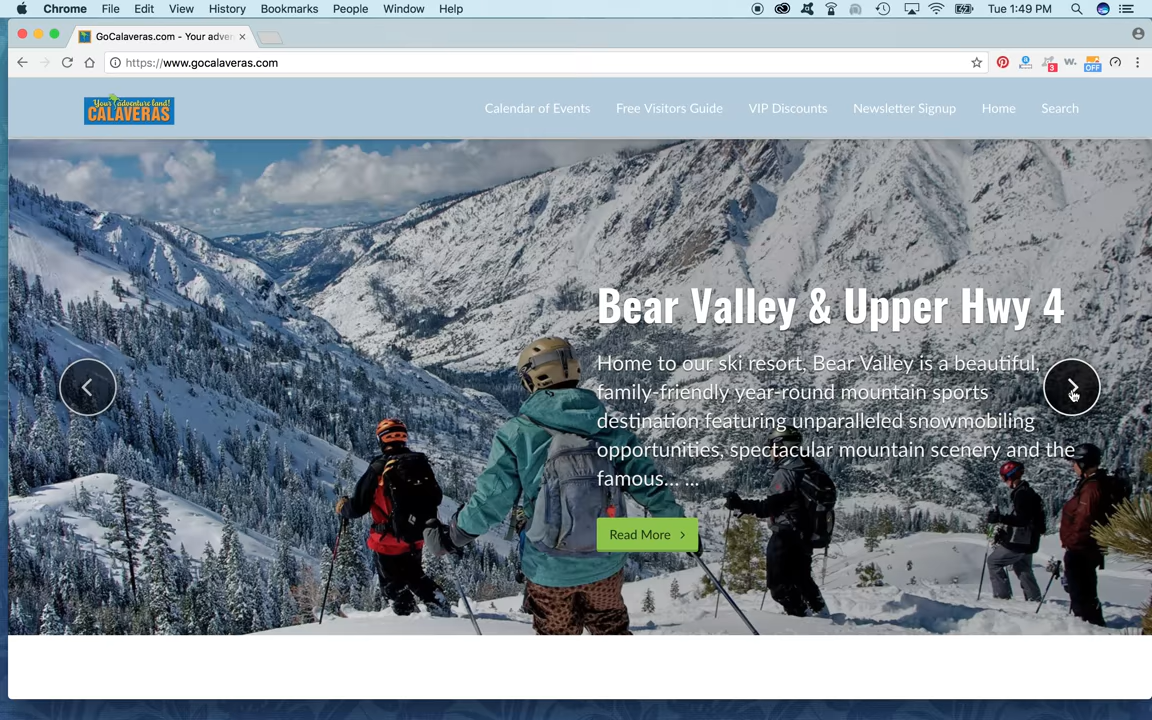 Chrome File Edit View History Bookmarks People Window Help Tue 1:49 PM
GoCalaveras.com - Your adven
https://www.gocalaveras.com
3
W.
OFF
Your adventure land!
CALAVERAS
Calendar of Events Free Visitors Guide VIP Discounts Newsletter Signup Home Search
Bear Valley & Upper Hwy 4
Home to our ski resort, Bear Valley is a beautiful,
family-friendly year-round mountain sports
destination featuring unparalleled snowmobiling
opportunities, spectacular mountain scenery and the
famous... ...
Read More